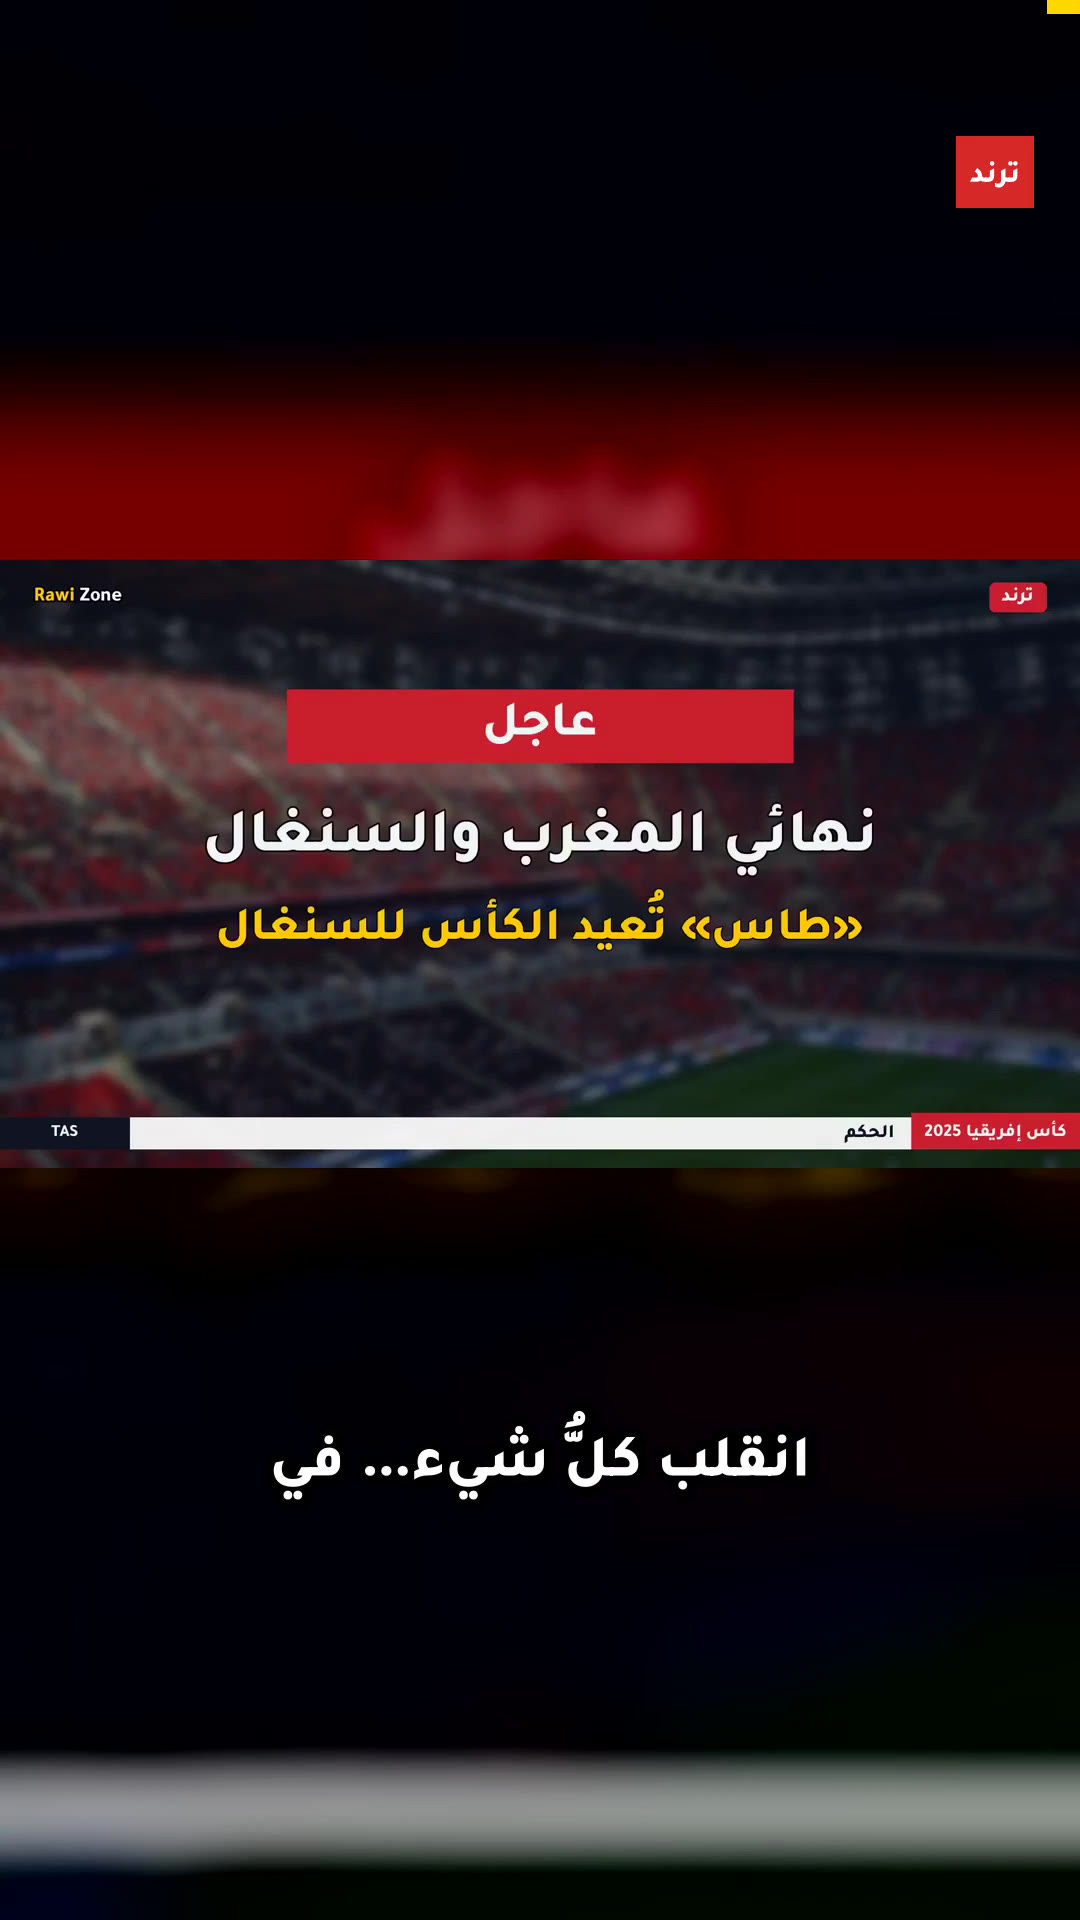 ترند
Rawi Zone
ترند
عاجل
نهائي المغرب والسنغال
«طاس» تُعيد الكأس للسنغال
كأس إفريقيا 2025
الحكم
TAS
انقلب كلُّ شيء... في